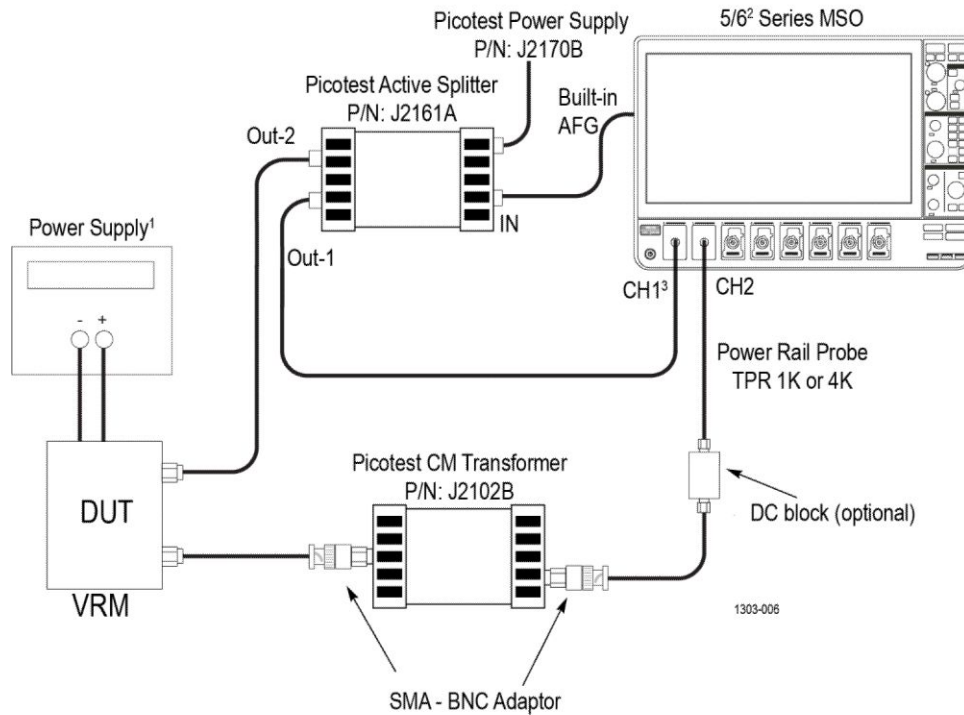 5/6² Series MSO
Picotest Power Supply
P/N: J2170B
Picotest Active Splitter
P/N: J2161A
Built-in
AFG
Out-2
IN
Power Supply¹
Out-1
CH1³
CH2
- +
Power Rail Probe
TPR 1K or 4K
Picotest CM Transformer
P/N: J2102B
DUT
DC block (optional)
VRM
1303-006
SMA - BNC Adaptor